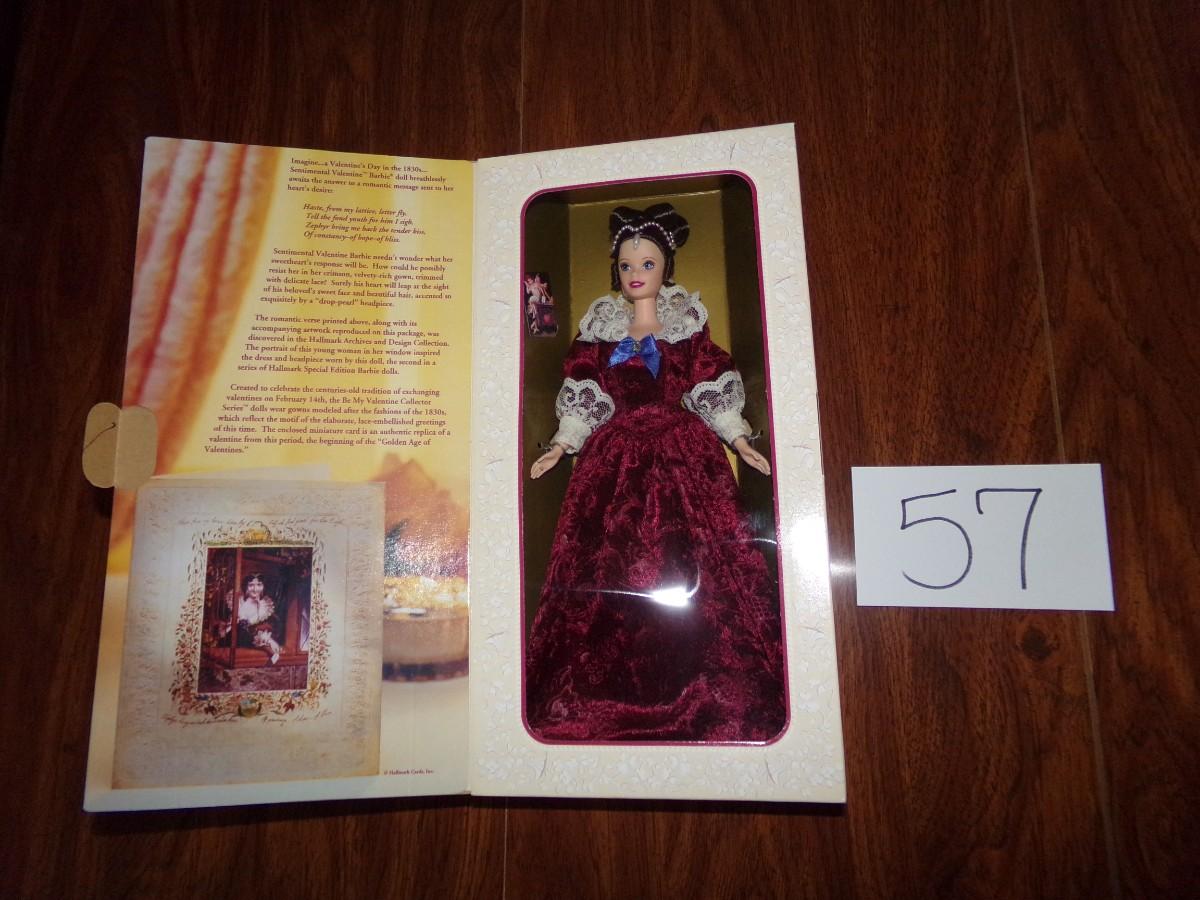 Imagine...a Valentine's Day in the 1830s...
Sentimental Valentine™ Barbie® doll breathlessly
awaits the answer to a romantic message sent to her
heart's desire:
Haste, from my lattice, letter fly,
Tell the fond youth for him I sigh.
Zephyr bring me back the tender kiss,
Of constancy–of hope–of bliss.
Sentimental Valentine Barbie needn't wonder what her
sweetheart's response will be. How could he possibly
resist her in her crimson, velvety-rich gown, trimmed
with delicate lace! Surely his heart will leap at the sight
of his beloved's sweet face and beautiful hair, accented so
exquisitely by a "drop-pearl" headpiece.
The romantic verse printed above, along with its
accompanying artwork reproduced on this package, was
discovered in the Hallmark Archives and Design Collection.
The portrait of this young woman in her window inspired
the dress and headpiece worn by this doll, the second in a
series of Hallmark Special Edition Barbie dolls.
Created to celebrate the centuries-old tradition of exchanging
valentines on February 14th, the Be My Valentine Collector
Series™ dolls wear gowns modeled after the fashions of the 1830s,
which reflect the motif of the elaborate, lace-embellished greetings
of this time. The enclosed miniature card is an authentic replica of a
valentine from this period, the beginning of the "Golden Age of
Valentines."
© Hallmark Cards, Inc.
57